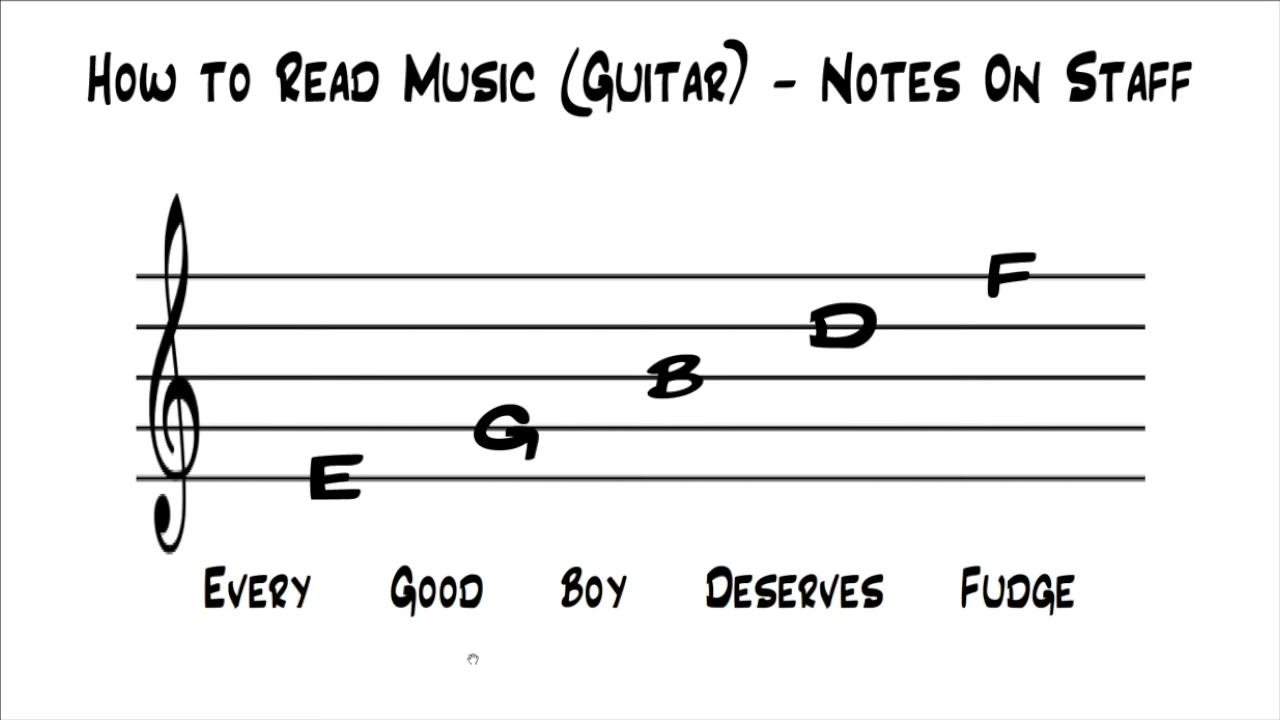 How to Read Music (Guitar) - Notes On Staff
F
D
B
G
E
Every Good Boy Deserves Fudge